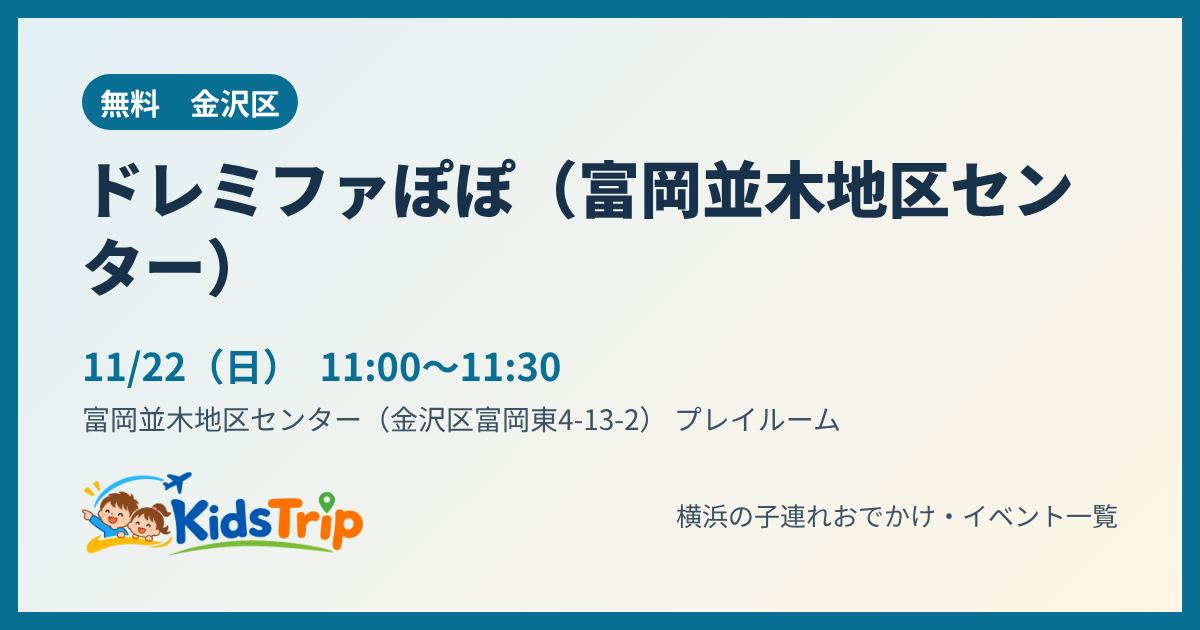 無料　金沢区
ドレミファぽぽ（富岡並木地区セン
ター）
11/22（日）　11:00〜11:30
富岡並木地区センター（金沢区富岡東4-13-2） プレイルーム
KidsTrip
横浜の子連れおでかけ・イベント一覧